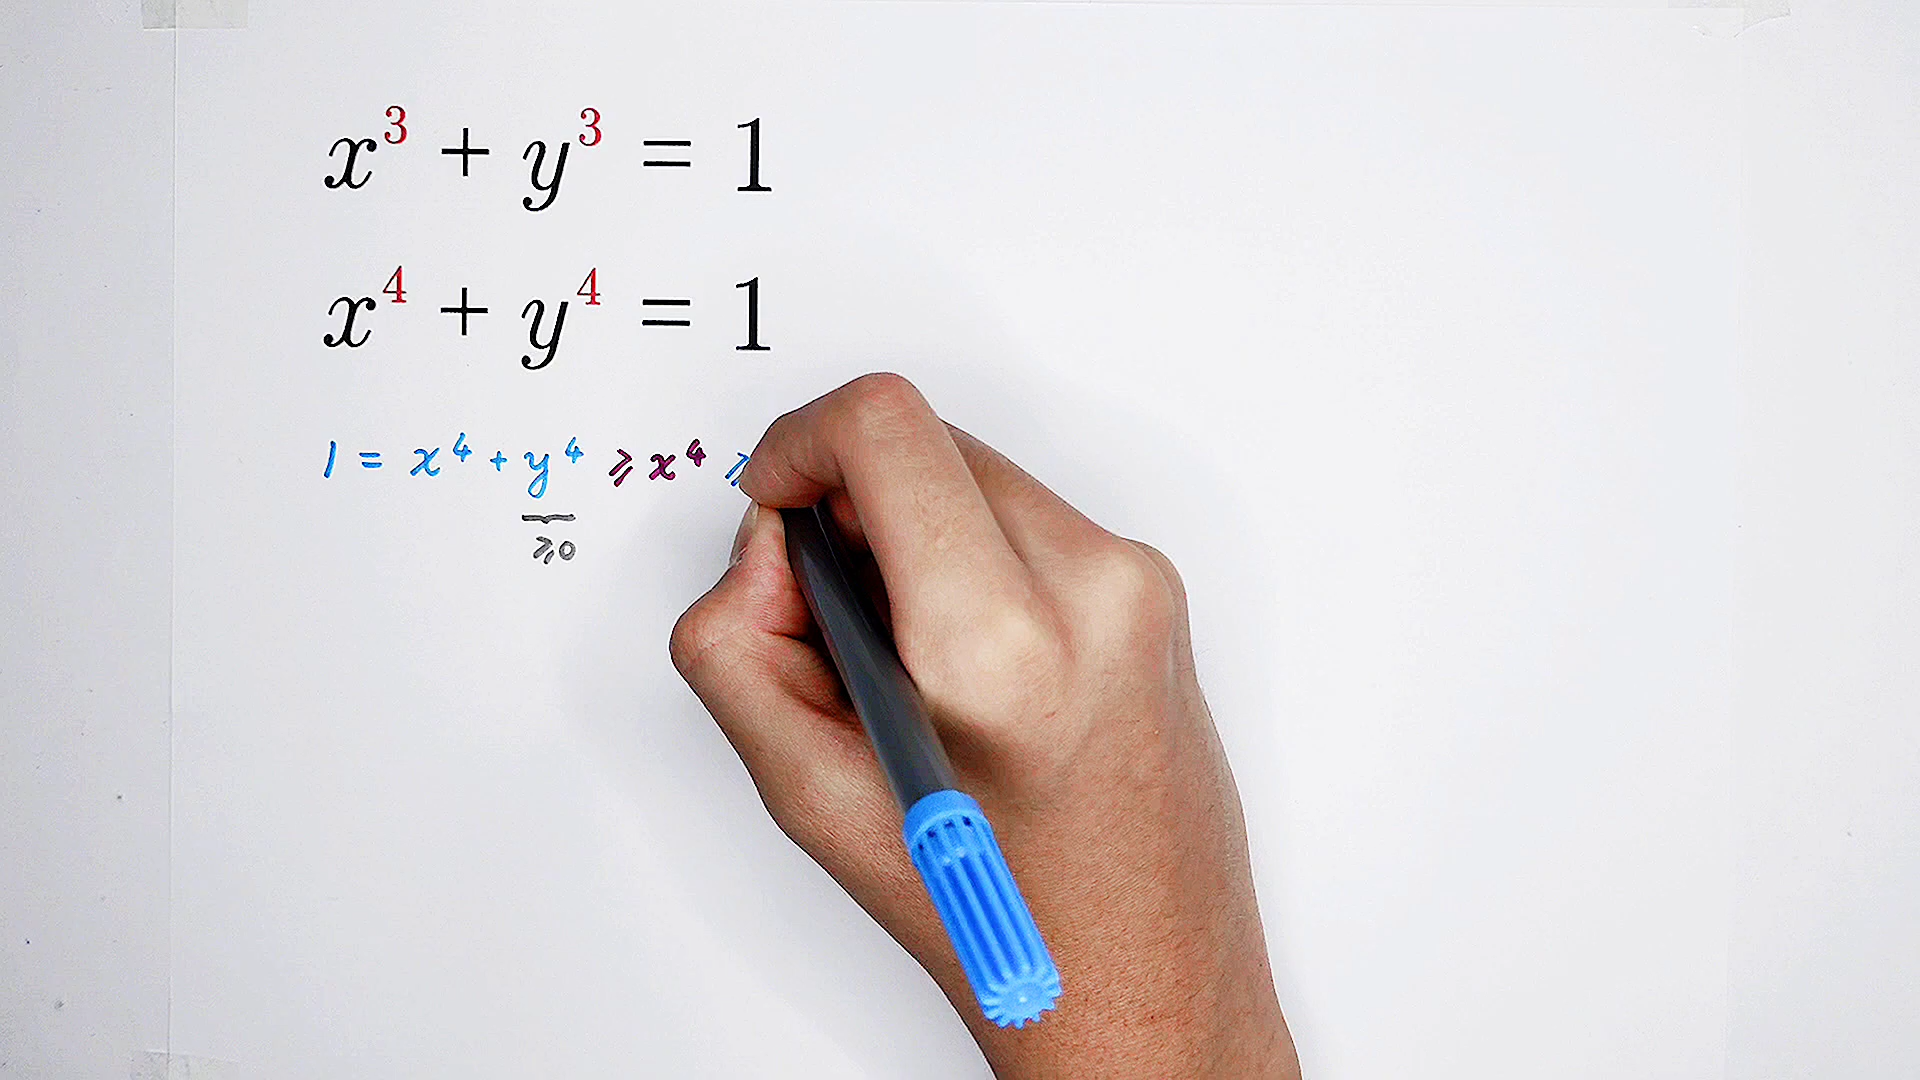 x³ + y³ = 1
x⁴ + y⁴ = 1
1 = x⁴ + y⁴ ⩾ x⁴ ⩾
⩾0